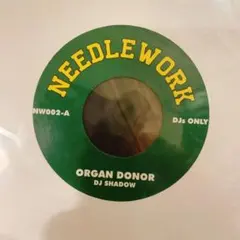 NEEDLEWORK
NW002-A
DJs ONLY
ORGAN DONOR
DJ SHADOW